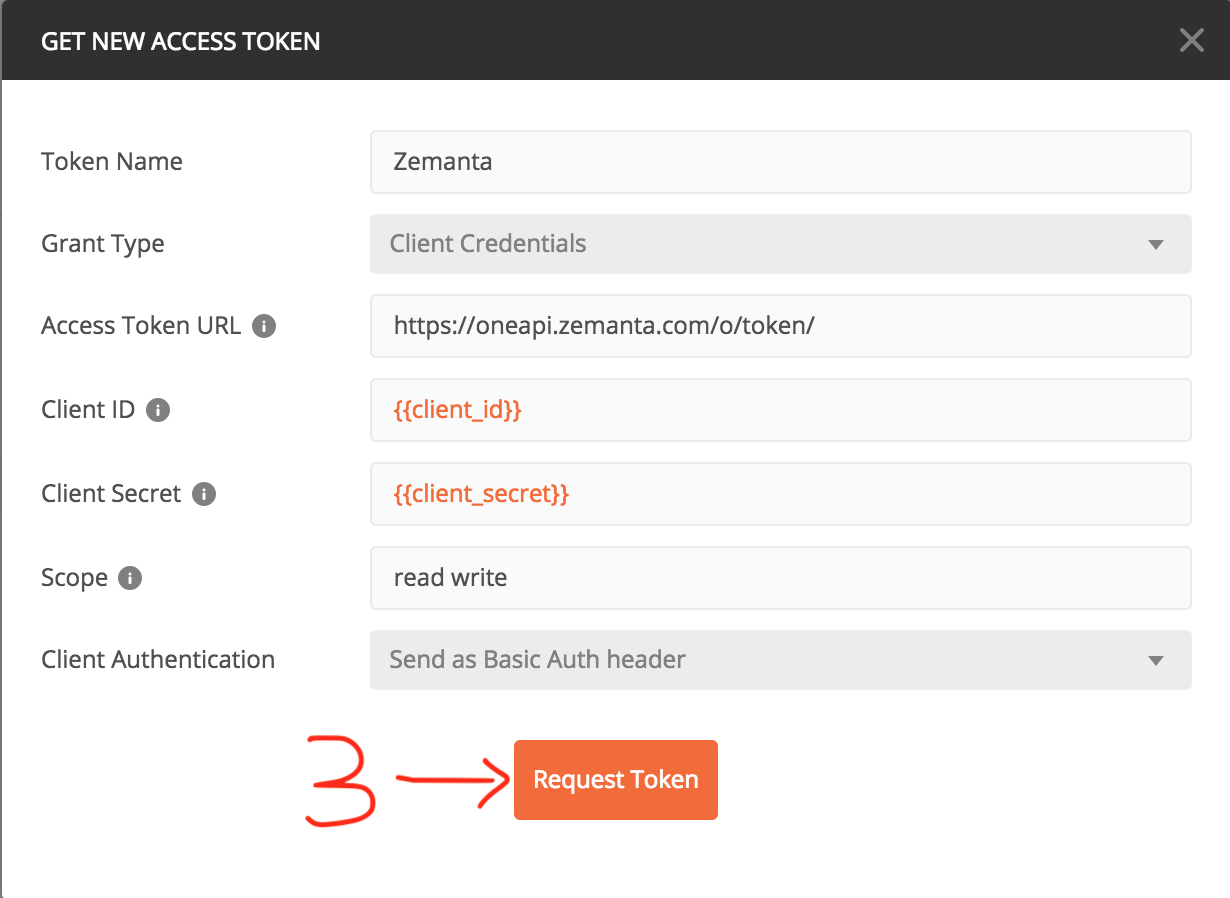 GET NEW ACCESS TOKEN
Token Name Zemanta
Grant Type Client Credentials
Access Token URL https://oneapi.zemanta.com/o/token/
Client ID {{client_id}}
Client Secret {{client_secret}}
Scope read write
Client Authentication Send as Basic Auth header
3 Request Token